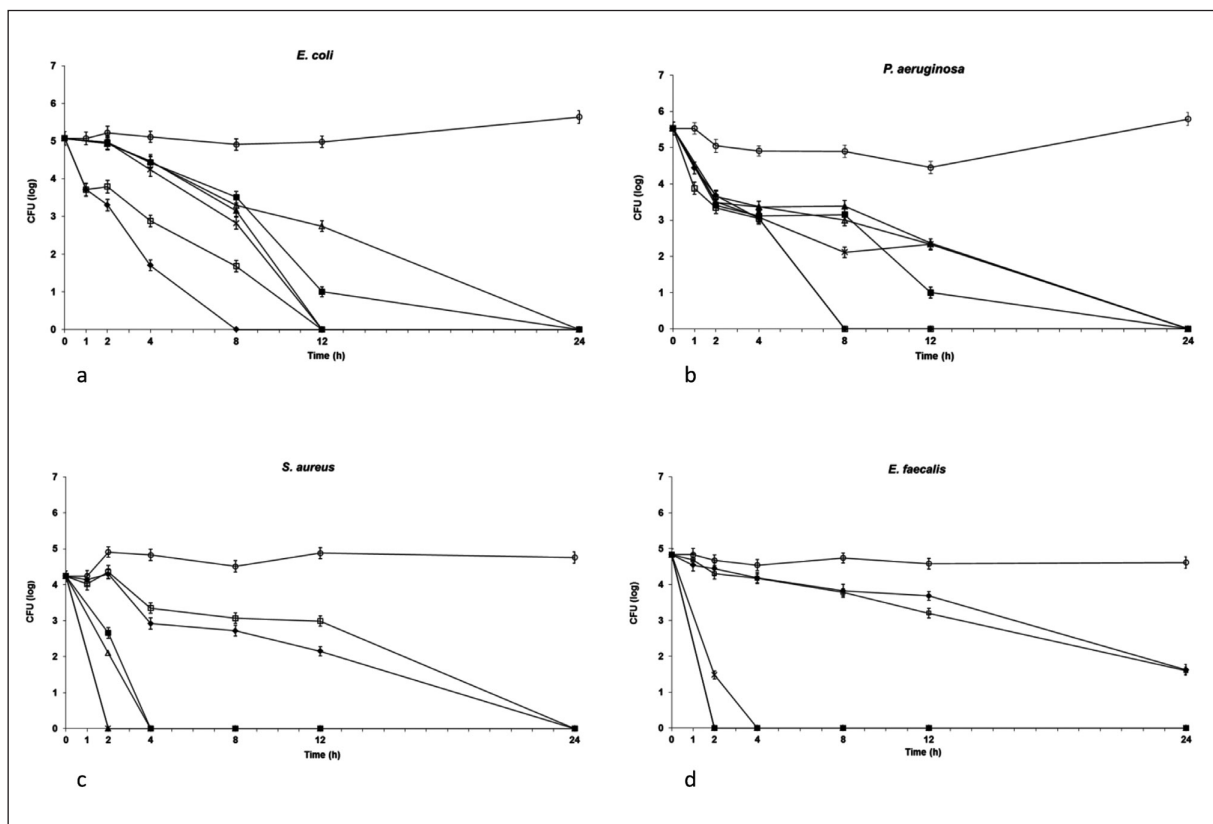 E. coli
7
6
5
4
3
2
1
0
CFU (log)
0 1 2 4 8 12 24
Time (h)
a
P. aeruginosa
7
6
5
4
3
2
1
0
CFU (log)
0 1 2 4 8 12 24
Time (h)
b
S. aureus
7
6
5
4
3
2
1
0
CFU (log)
0 1 2 4 8 12 24
Time (h)
c
E. faecalis
7
6
5
4
3
2
1
0
CFU (log)
0 1 2 4 8 12 24
Time (h)
d